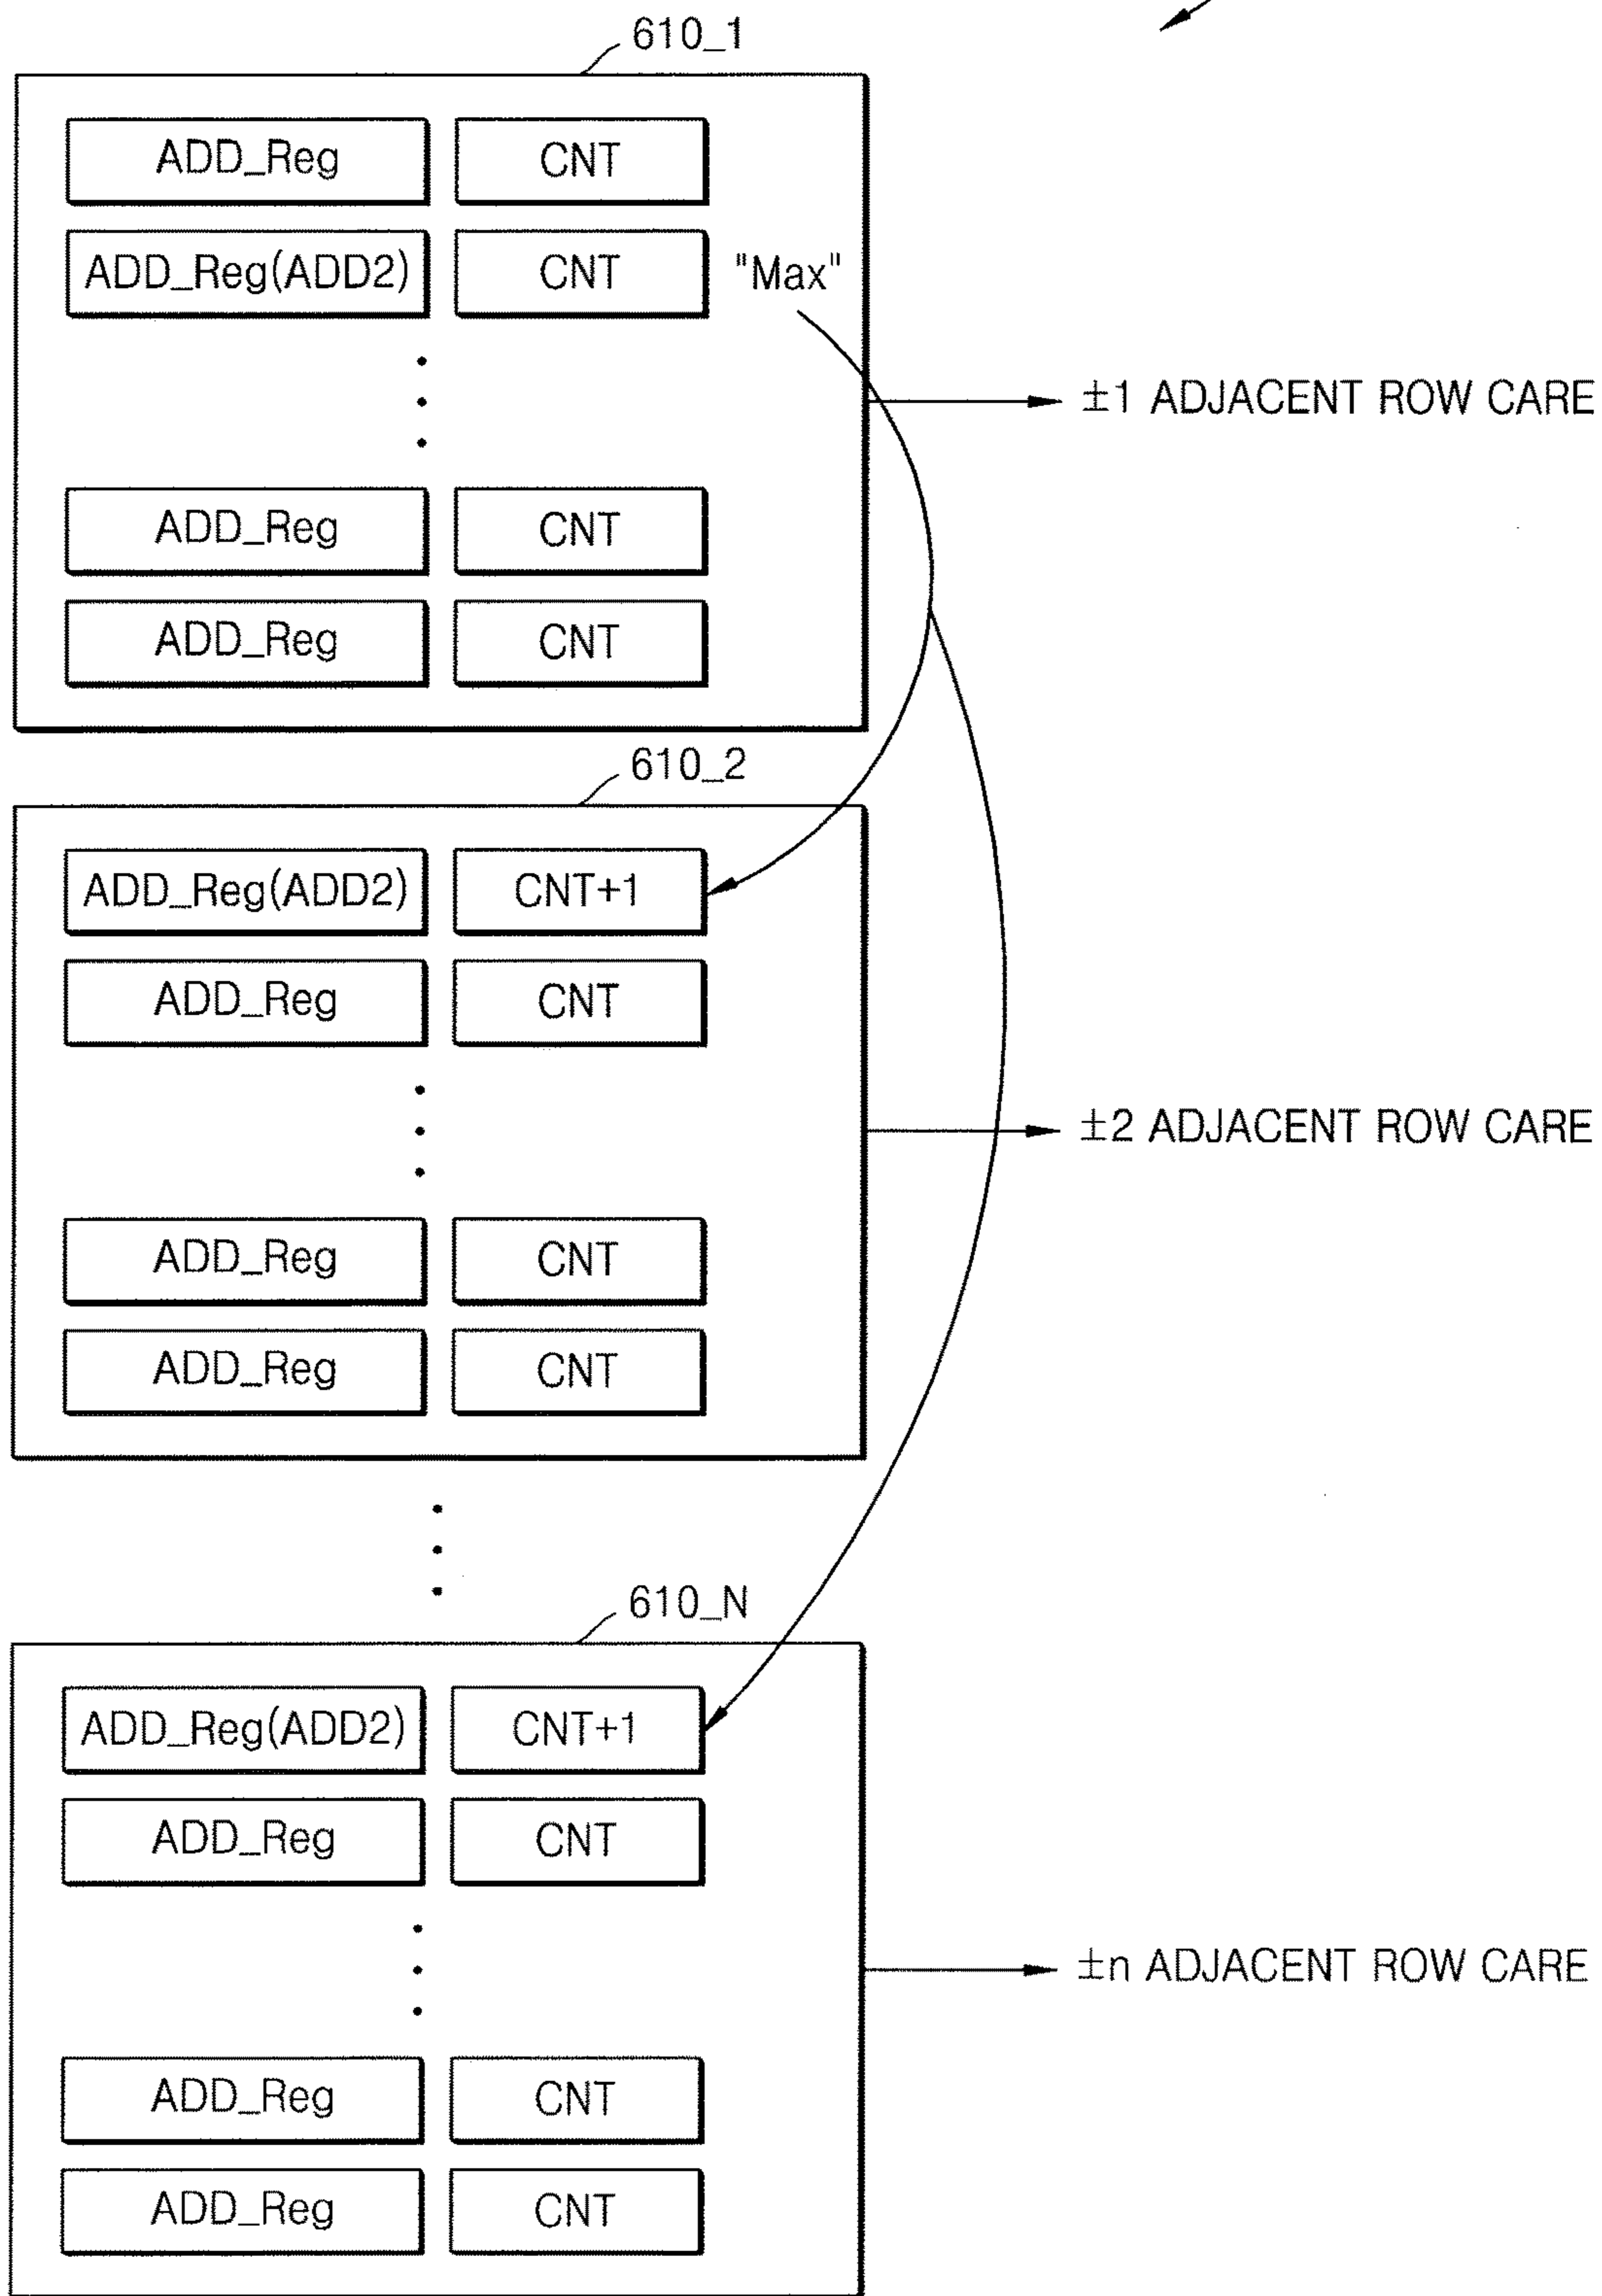 610_1
ADD_Reg CNT
ADD_Reg(ADD2) CNT "Max"
±1 ADJACENT ROW CARE
ADD_Reg CNT
ADD_Reg CNT
610_2
ADD_Reg(ADD2) CNT+1
ADD_Reg CNT
±2 ADJACENT ROW CARE
ADD_Reg CNT
ADD_Reg CNT
610_N
ADD_Reg(ADD2) CNT+1
ADD_Reg CNT
±n ADJACENT ROW CARE
ADD_Reg CNT
ADD_Reg CNT